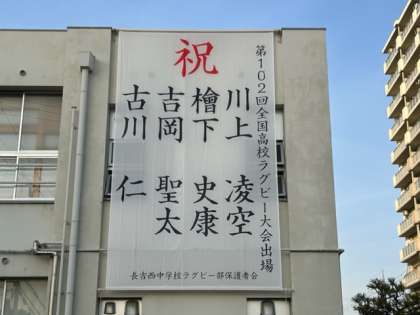 祝
第102回全国高校ラグビー大会出場
川上 凌空
檜下 史康
吉岡 聖太
古川 仁
長吉西中学校ラグビー部保護者会